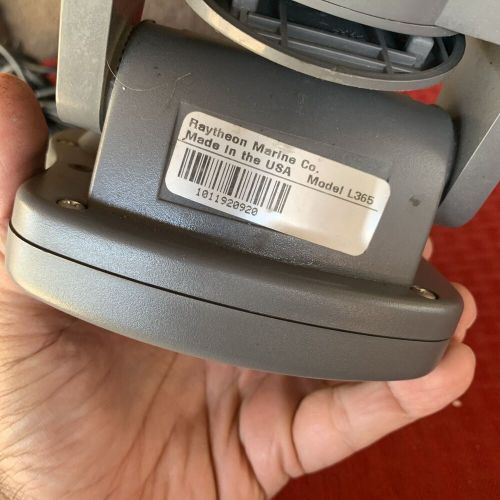 Raytheon Marine Co.
Made in the USA Model L365
1011920920